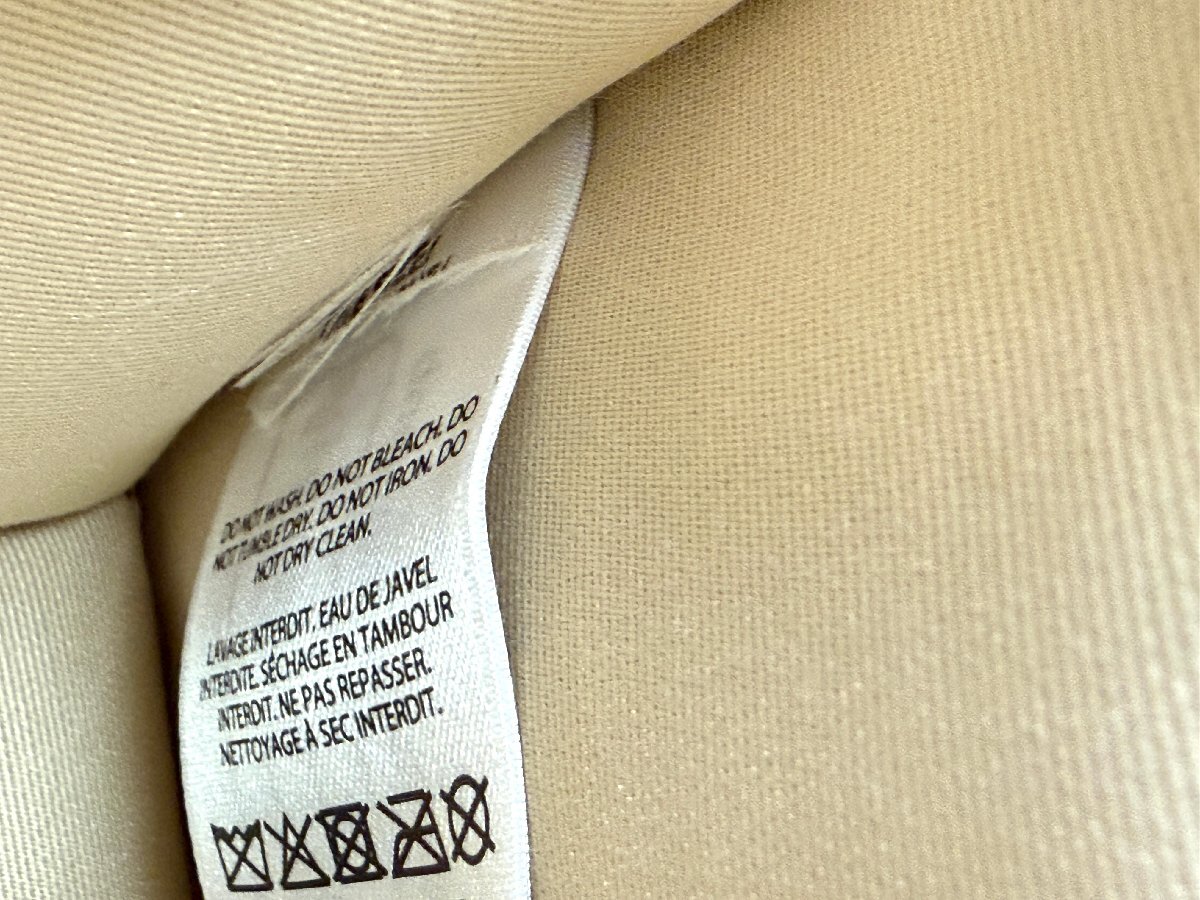 DO NOT WASH. DO NOT BLEACH. DO
NOT TUMBLE DRY. DO NOT IRON. DO
NOT DRY CLEAN.
LAVAGE INTERDIT. EAU DE JAVEL
INTERDITE. SÉCHAGE EN TAMBOUR
INTERDIT. NE PAS REPASSER.
NETTOYAGE À SEC INTERDIT.